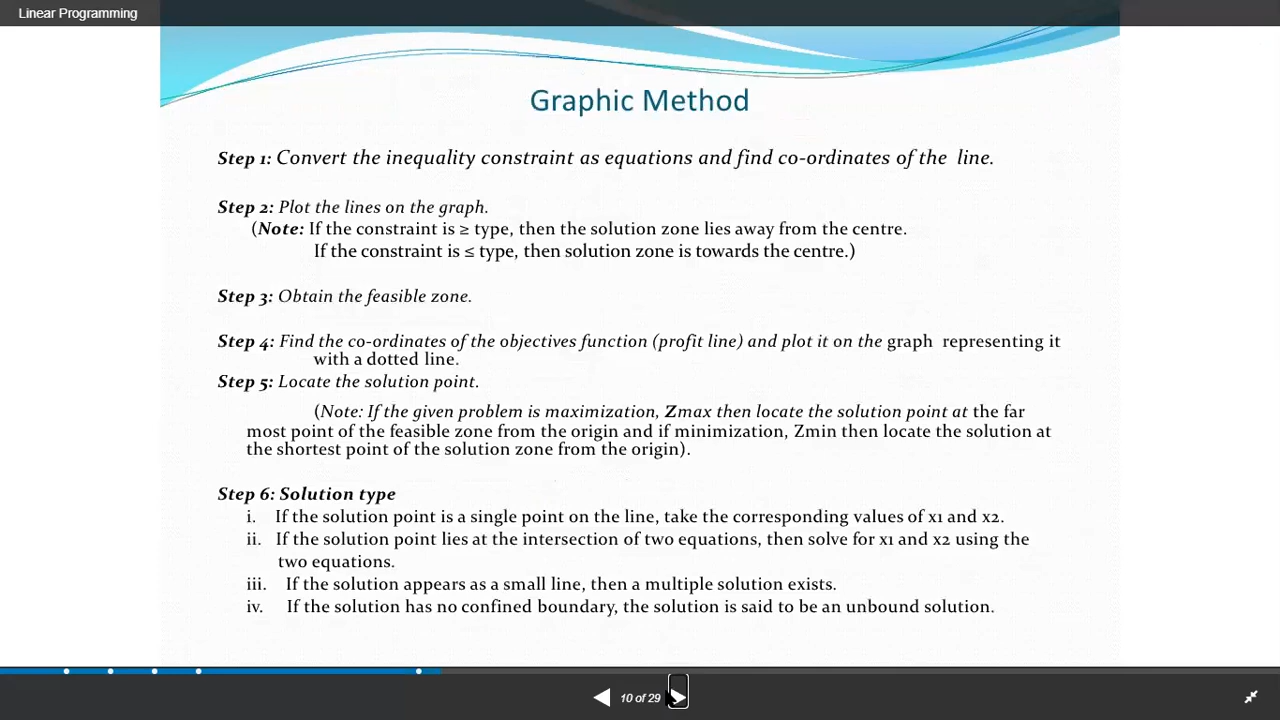 Linear Programming
Graphic Method
Step 1: Convert the inequality constraint as equations and find co-ordinates of the line.
Step 2: Plot the lines on the graph.
(Note: If the constraint is ≥ type, then the solution zone lies away from the centre.
If the constraint is ≤ type, then solution zone is towards the centre.)
Step 3: Obtain the feasible zone.
Step 4: Find the co-ordinates of the objectives function (profit line) and plot it on the graph representing it
with a dotted line.
Step 5: Locate the solution point.
(Note: If the given problem is maximization, Zmax then locate the solution point at the far
most point of the feasible zone from the origin and if minimization, Zmin then locate the solution at
the shortest point of the solution zone from the origin).
Step 6: Solution type
i. If the solution point is a single point on the line, take the corresponding values of x1 and x2.
ii. If the solution point lies at the intersection of two equations, then solve for x1 and x2 using the
two equations.
iii. If the solution appears as a small line, then a multiple solution exists.
iv. If the solution has no confined boundary, the solution is said to be an unbound solution.
10 of 29